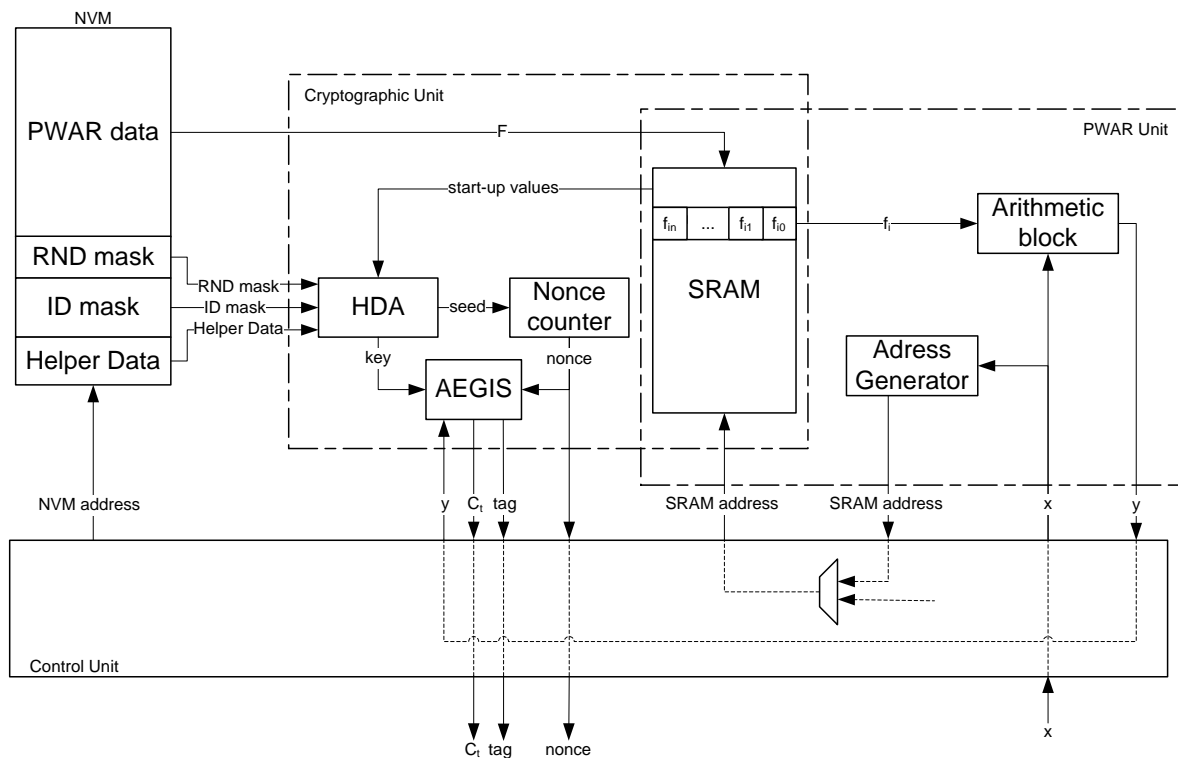 NVM
Cryptographic Unit
PWAR data
F
PWAR Unit
start-up values
f_in ... f_i1 f_i0
f_i
Arithmetic
block
RND mask
RND mask
ID mask
ID mask
HDA
seed
Nonce
counter
SRAM
Helper Data
Helper Data
key
nonce
Adress
Generator
AEGIS
NVM address
y
C_t
tag
SRAM address
SRAM address
x
y
Control Unit
C_t
tag
nonce
x